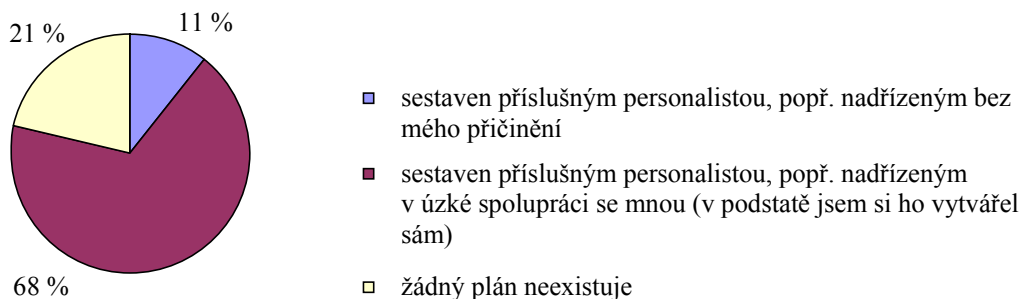 21 %
11 %
68 %
sestaven příslušným personalistou, popř. nadřízeným bez
mého přičinění
sestaven příslušným personalistou, popř. nadřízeným
v úzké spolupráci se mnou (v podstatě jsem si ho vytvářel
sám)
žádný plán neexistuje